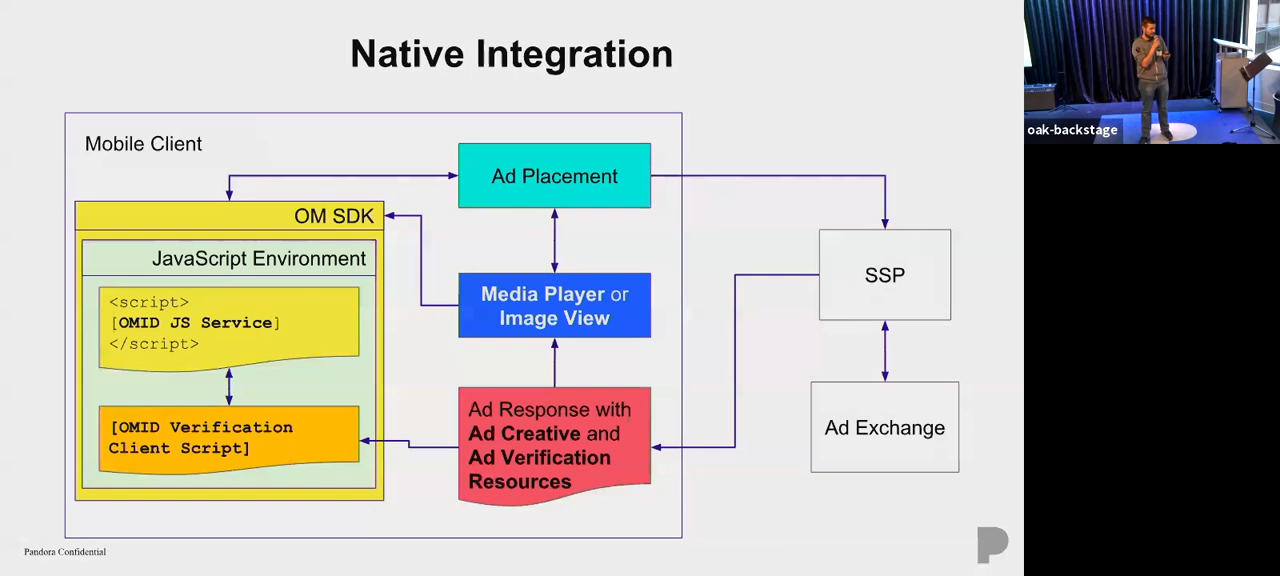 Native Integration
Mobile Client
Ad Placement
OM SDK
JavaScript Environment
<script>
[OMID JS Service]
</script>
[OMID Verification
Client Script]
Media Player or
Image View
Ad Response with
Ad Creative and
Ad Verification
Resources
SSP
Ad Exchange
Pandora Confidential
oak-backstage